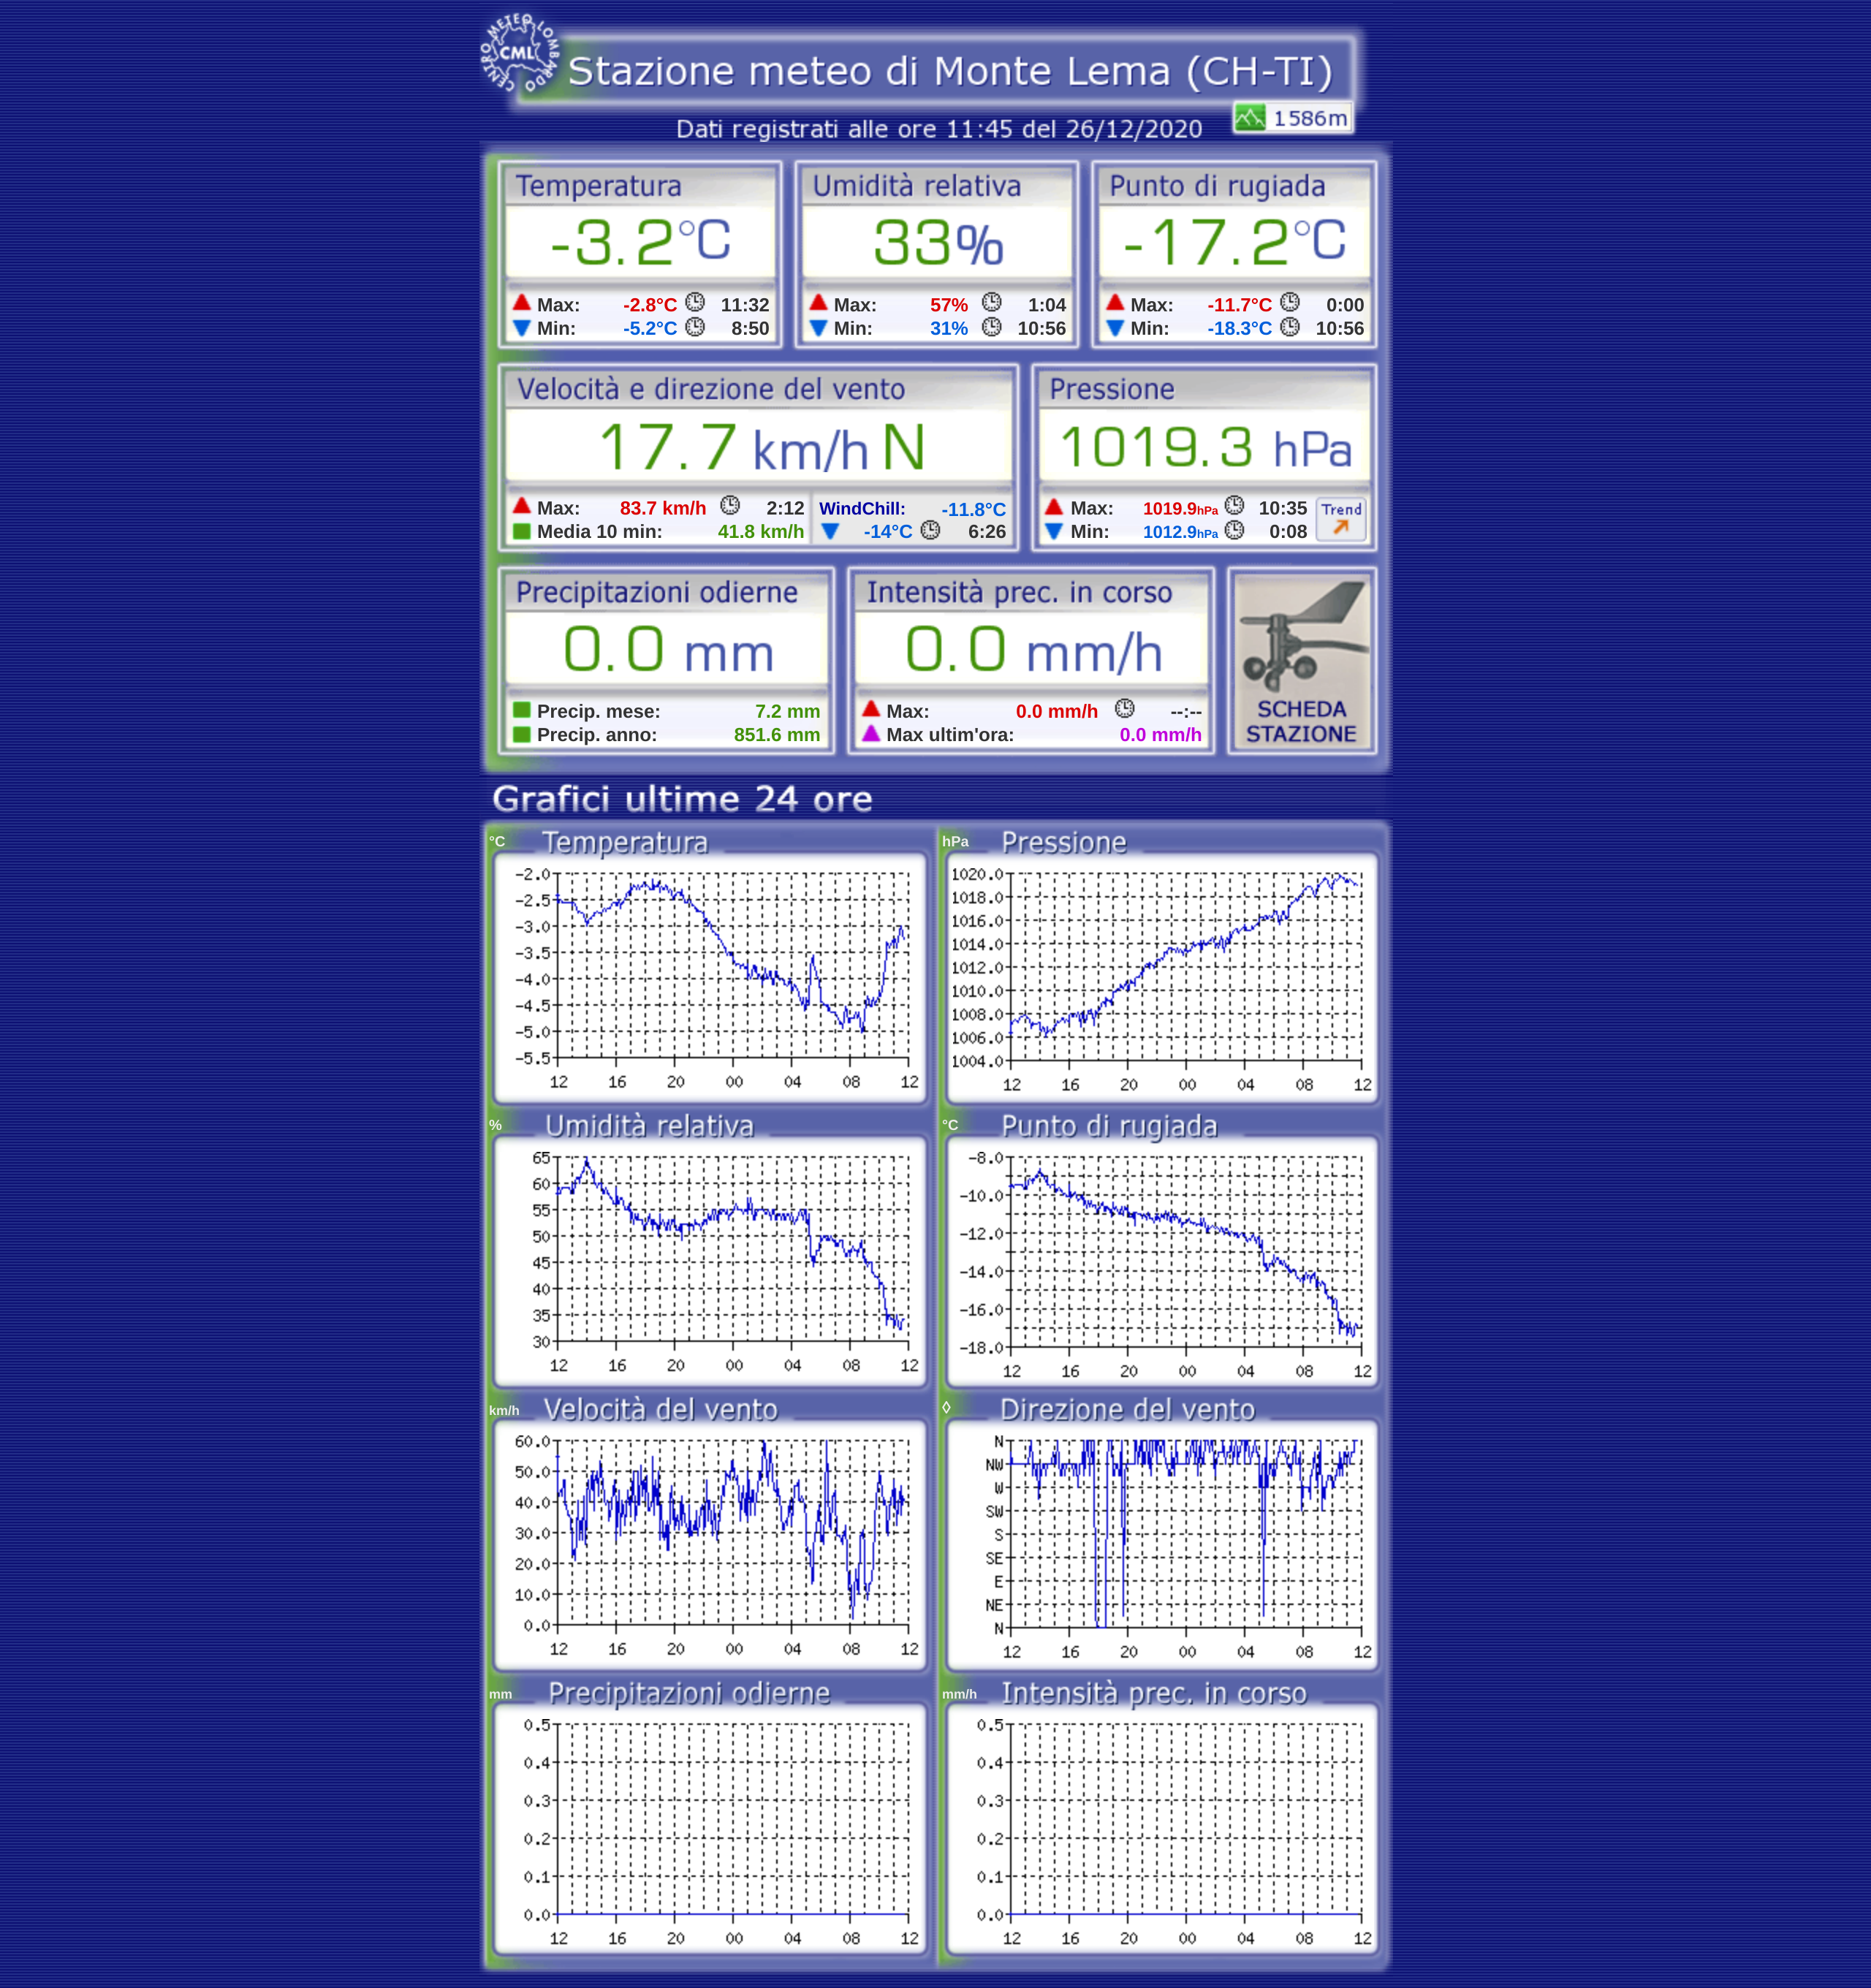 CENTRO METEO LOMBARDO
CML
Stazione meteo di Monte Lema (CH-TI)
1586m
Dati registrati alle ore 11:45 del 26/12/2020
Temperatura Umidità relativa Punto di rugiada
-3.2°C 33% -17.2°C
Max: -2.8°C 11:32 Max: 57% 1:04 Max: -11.7°C 0:00
Min: -5.2°C 8:50 Min: 31% 10:56 Min: -18.3°C 10:56
Velocità e direzione del vento Pressione
17.7 km/h N 1019.3 hPa
Max: 83.7 km/h 2:12 WindChill: -11.8°C Max: 1019.9hPa 10:35 Trend
Media 10 min: 41.8 km/h -14°C 6:26 Min: 1012.9hPa 0:08
Precipitazioni odierne Intensità prec. in corso
0.0 mm 0.0 mm/h
Precip. mese: 7.2 mm Max: 0.0 mm/h --:-- SCHEDA
Precip. anno: 851.6 mm Max ultim'ora: 0.0 mm/h STAZIONE
Grafici ultime 24 ore
°C Temperatura
-2.0
-2.5
-3.0
-3.5
-4.0
-4.5
-5.0
-5.5
12 16 20 00 04 08 12
hPa Pressione
1020.0
1018.0
1016.0
1014.0
1012.0
1010.0
1008.0
1006.0
1004.0
12 16 20 00 04 08 12
% Umidità relativa
65
60
55
50
45
40
35
30
12 16 20 00 04 08 12
°C Punto di rugiada
-8.0
-10.0
-12.0
-14.0
-16.0
-18.0
12 16 20 00 04 08 12
km/h Velocità del vento
60.0
50.0
40.0
30.0
20.0
10.0
0.0
12 16 20 00 04 08 12
◊ Direzione del vento
N
NW
W
SW
S
SE
E
NE
N
12 16 20 00 04 08 12
mm Precipitazioni odierne
0.5
0.4
0.3
0.2
0.1
0.0
12 16 20 00 04 08 12
mm/h Intensità prec. in corso
0.5
0.4
0.3
0.2
0.1
0.0
12 16 20 00 04 08 12